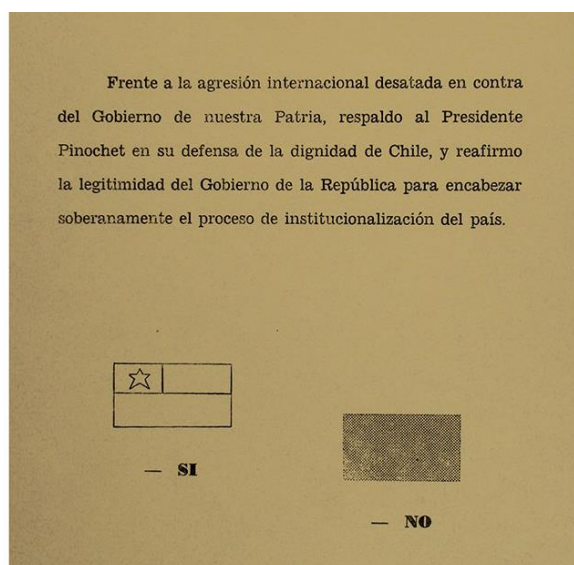 Frente a la agresión internacional desatada en contra
del Gobierno de nuestra Patria, respaldo al Presidente
Pinochet en su defensa de la dignidad de Chile, y reafirmo
la legitimidad del Gobierno de la República para encabezar
soberanamente el proceso de institucionalización del país.
— SI
— NO